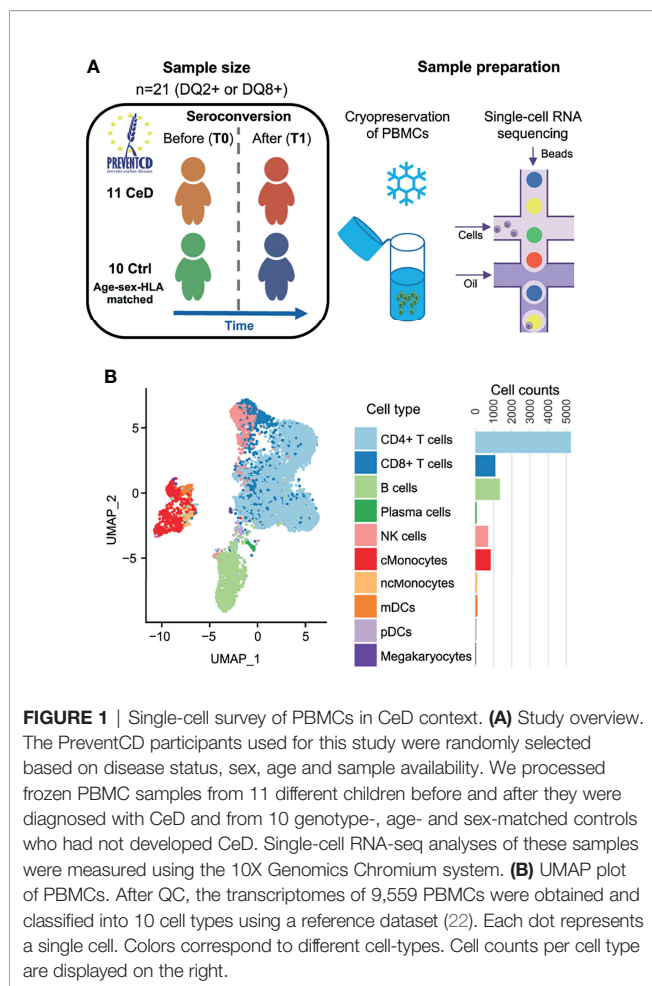 A
Sample size
n=21 (DQ2+ or DQ8+)
Sample preparation
Seroconversion
Before (T0)
After (T1)
PREVENTCD
prevent coeliac disease
11 CeD
10 Ctrl
Age-sex-HLA
matched
Time
Cryopreservation
of PBMCs
Single-cell RNA
sequencing
Beads
Cells
Oil
B
UMAP_2
5
0
−5
−10
−5
0
5
UMAP_1
Cell type
CD4+ T cells
CD8+ T cells
B cells
Plasma cells
NK cells
cMonocytes
ncMonocytes
mDCs
pDCs
Megakaryocytes
Cell counts
0
1000
2000
3000
4000
5000
FIGURE 1 | Single-cell survey of PBMCs in CeD context. (A) Study overview.
The PreventCD participants used for this study were randomly selected
based on disease status, sex, age and sample availability. We processed
frozen PBMC samples from 11 different children before and after they were
diagnosed with CeD and from 10 genotype-, age- and sex-matched controls
who had not developed CeD. Single-cell RNA-seq analyses of these samples
were measured using the 10X Genomics Chromium system. (B) UMAP plot
of PBMCs. After QC, the transcriptomes of 9,559 PBMCs were obtained and
classified into 10 cell types using a reference dataset (22). Each dot represents
a single cell. Colors correspond to different cell-types. Cell counts per cell type
are displayed on the right.